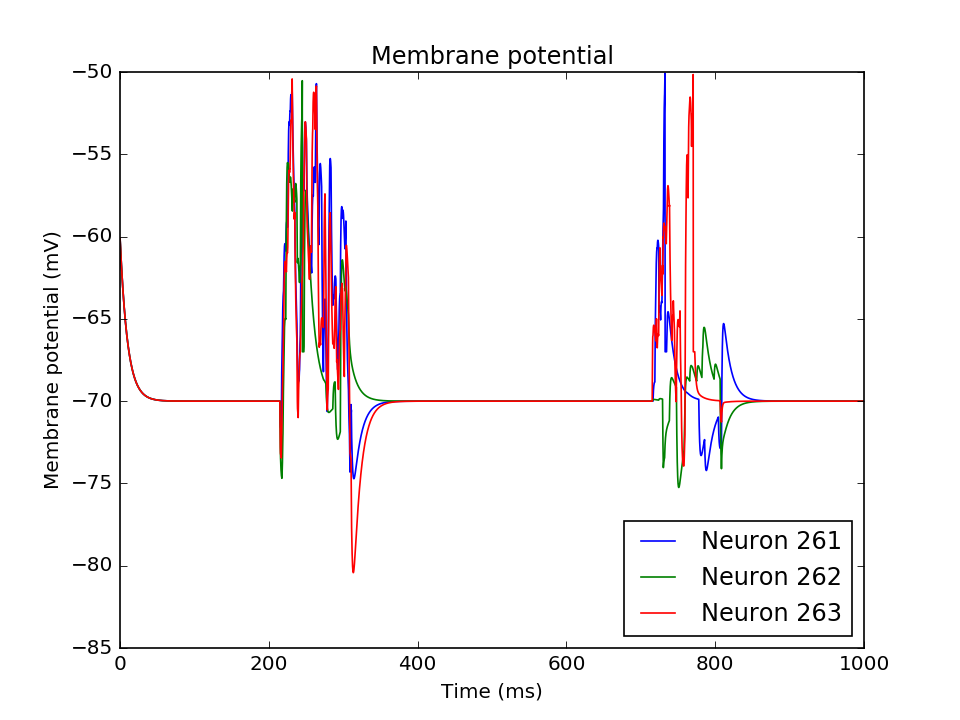 Membrane potential
−50
−55
−60
−65
−70
−75
−80
−85
Membrane potential (mV)
0 200 400 600 800 1000
Time (ms)
Neuron 261
Neuron 262
Neuron 263